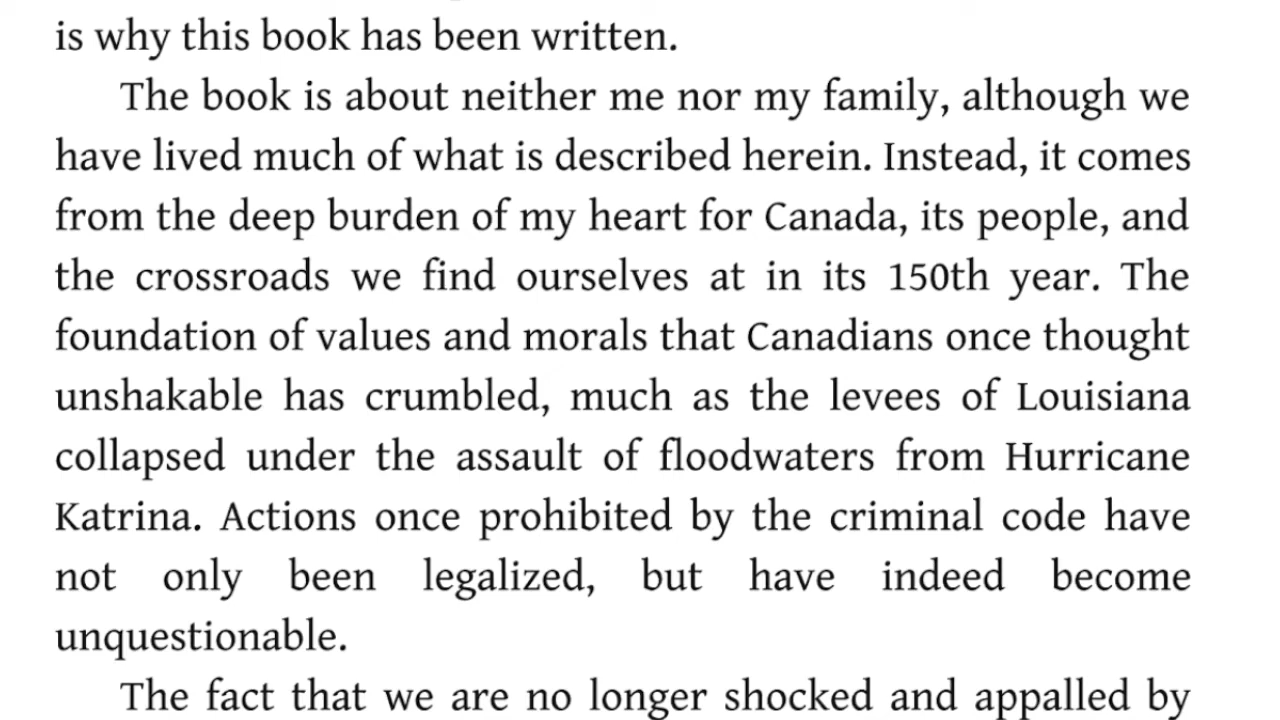 is why this book has been written.
The book is about neither me nor my family, although we
have lived much of what is described herein. Instead, it comes
from the deep burden of my heart for Canada, its people, and
the crossroads we find ourselves at in its 150th year. The
foundation of values and morals that Canadians once thought
unshakable has crumbled, much as the levees of Louisiana
collapsed under the assault of floodwaters from Hurricane
Katrina. Actions once prohibited by the criminal code have
not only been legalized, but have indeed become
unquestionable.
The fact that we are no longer shocked and appalled by